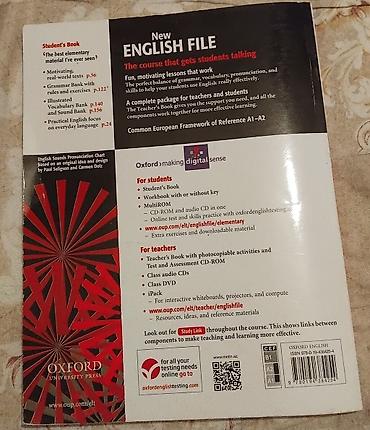 New
ENGLISH FILE
The course that gets students talking
Fun, motivating lessons that work
The perfect balance of grammar, vocabulary, pronunciation, and
skills to help your students use English really effectively.
A complete package for teachers and students
The Teacher's Book gives you the support you need, and all the
components work together for more effective learning.
Common European Framework of Reference A1–A2
Student's Book
'The best elementary
material I've ever seen'
• Motivating,
real-world texts p.56
• Grammar Bank with
rules and exercises p.122
• Illustrated
Vocabulary Bank p.140
and Sound Bank p.156
• Practical English focus
on everyday language p.24
English Sounds Pronunciation Chart
based on an original idea and design
by Paul Seligson and Carmen Dolz
Oxford > making digital sense
For students
• Student's Book
• Workbook with or without key
• MultiROM
– CD-ROM and audio CD in one
– Online test and skills practice with oxfordenglishtesting
• www.oup.com/elt/englishfile/elementary
– Extra exercises and downloadable material
For teachers
• Teacher's Book with photocopiable activities and
Test and Assessment CD-ROM
• Class audio CDs
• Class DVD
• iPack
– For interactive whiteboards, projectors, and compute
• www.oup.com/elt/teacher/englishfile
– Resources, ideas, and reference materials
Look out for Study Link throughout the course. This shows links between
components to make teaching and learning more effective.
OXFORD
UNIVERSITY PRESS
www.oup.com/elt
for all your
testing needs
online go to
oxfordenglishtesting.com
CEF
B1
OXFORD ENGLISH